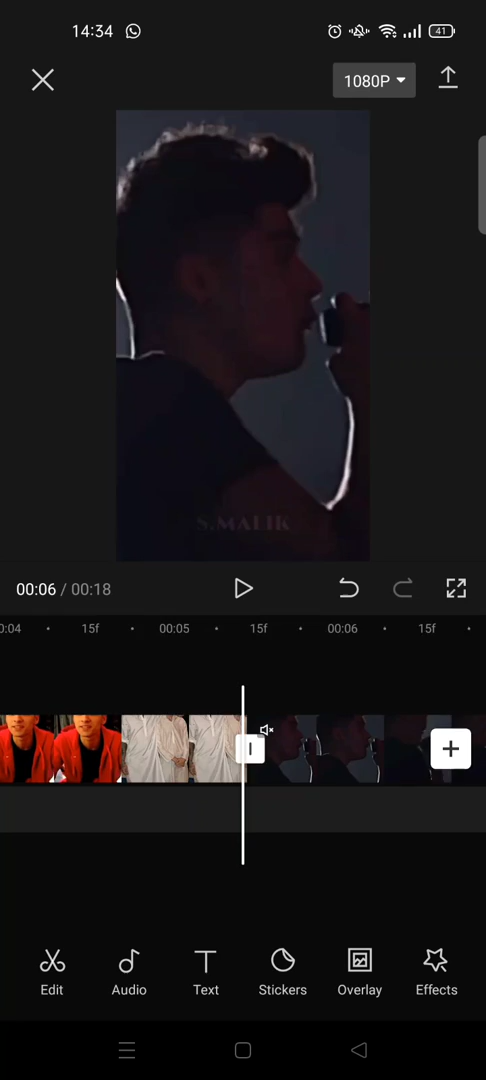 14:34
41
1080P
S.MALIK
00:06 / 00:18
0:04 15f 00:05 15f 00:06 15f
Edit Audio Text Stickers Overlay Effects